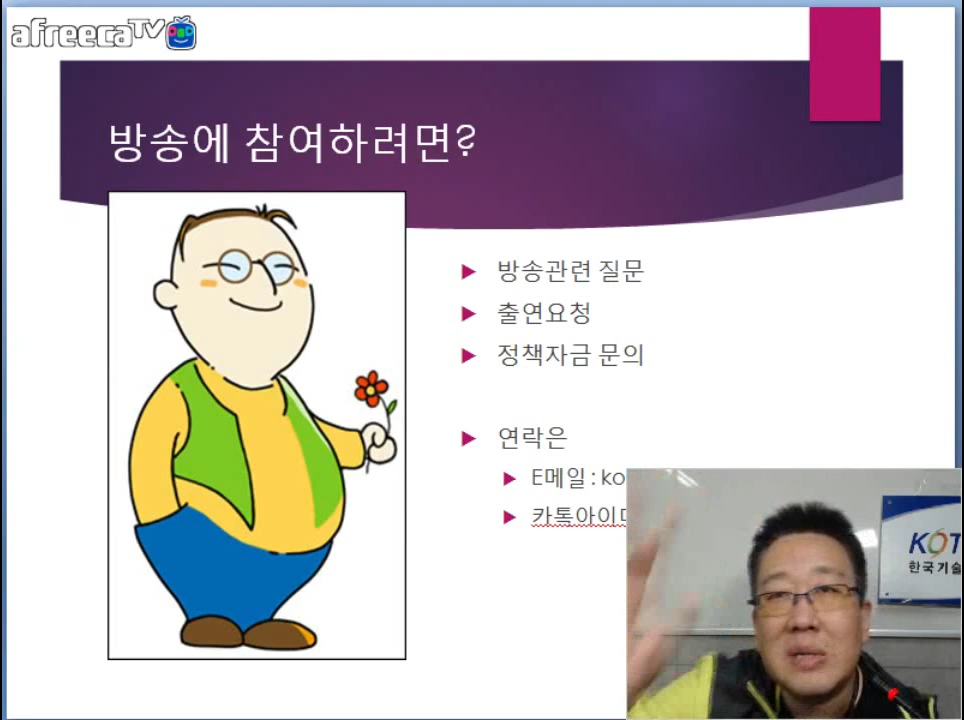 afreecaTV
방송에 참여하려면?
방송관련 질문
출연요청
정책자금 문의
연락은
E메일 : ko
카톡아이
KOT
한국기술